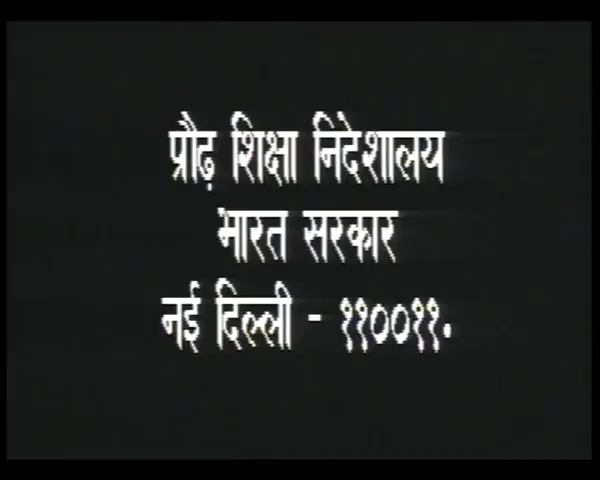 प्रौढ़ शिक्षा निदेशालय
भारत सरकार
नई दिल्ली - ११००११.